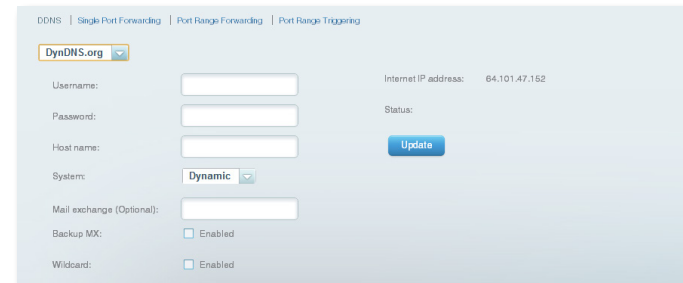 DDNS | Single Port Forwarding | Port Range Forwarding | Port Range Triggering
DynDNS.org
Username:
Internet IP address: 64.101.47.152
Password:
Status:
Host name:
Update
System: Dynamic
Mail exchange (Optional):
Backup MX: Enabled
Wildcard: Enabled